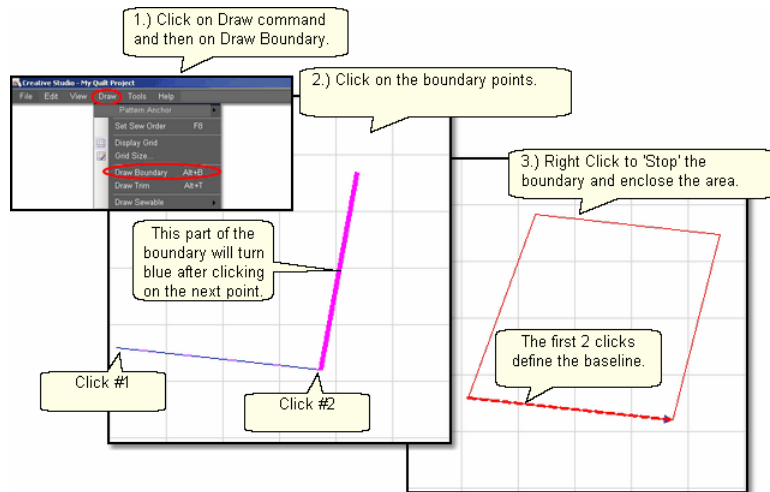 1.) Click on Draw command
and then on Draw Boundary.
Creative Studio - My Quilt Project
File Edit View Draw Tools Help
Pattern Anchor
Set Sew Order F8
Display Grid
Grid Size...
Draw Boundary Alt+B
Draw Trim Alt+T
Draw Sewable
2.) Click on the boundary points.
This part of the
boundary will turn
blue after clicking
on the next point.
Click #1
Click #2
3.) Right Click to 'Stop' the
boundary and enclose the area.
The first 2 clicks
define the baseline.